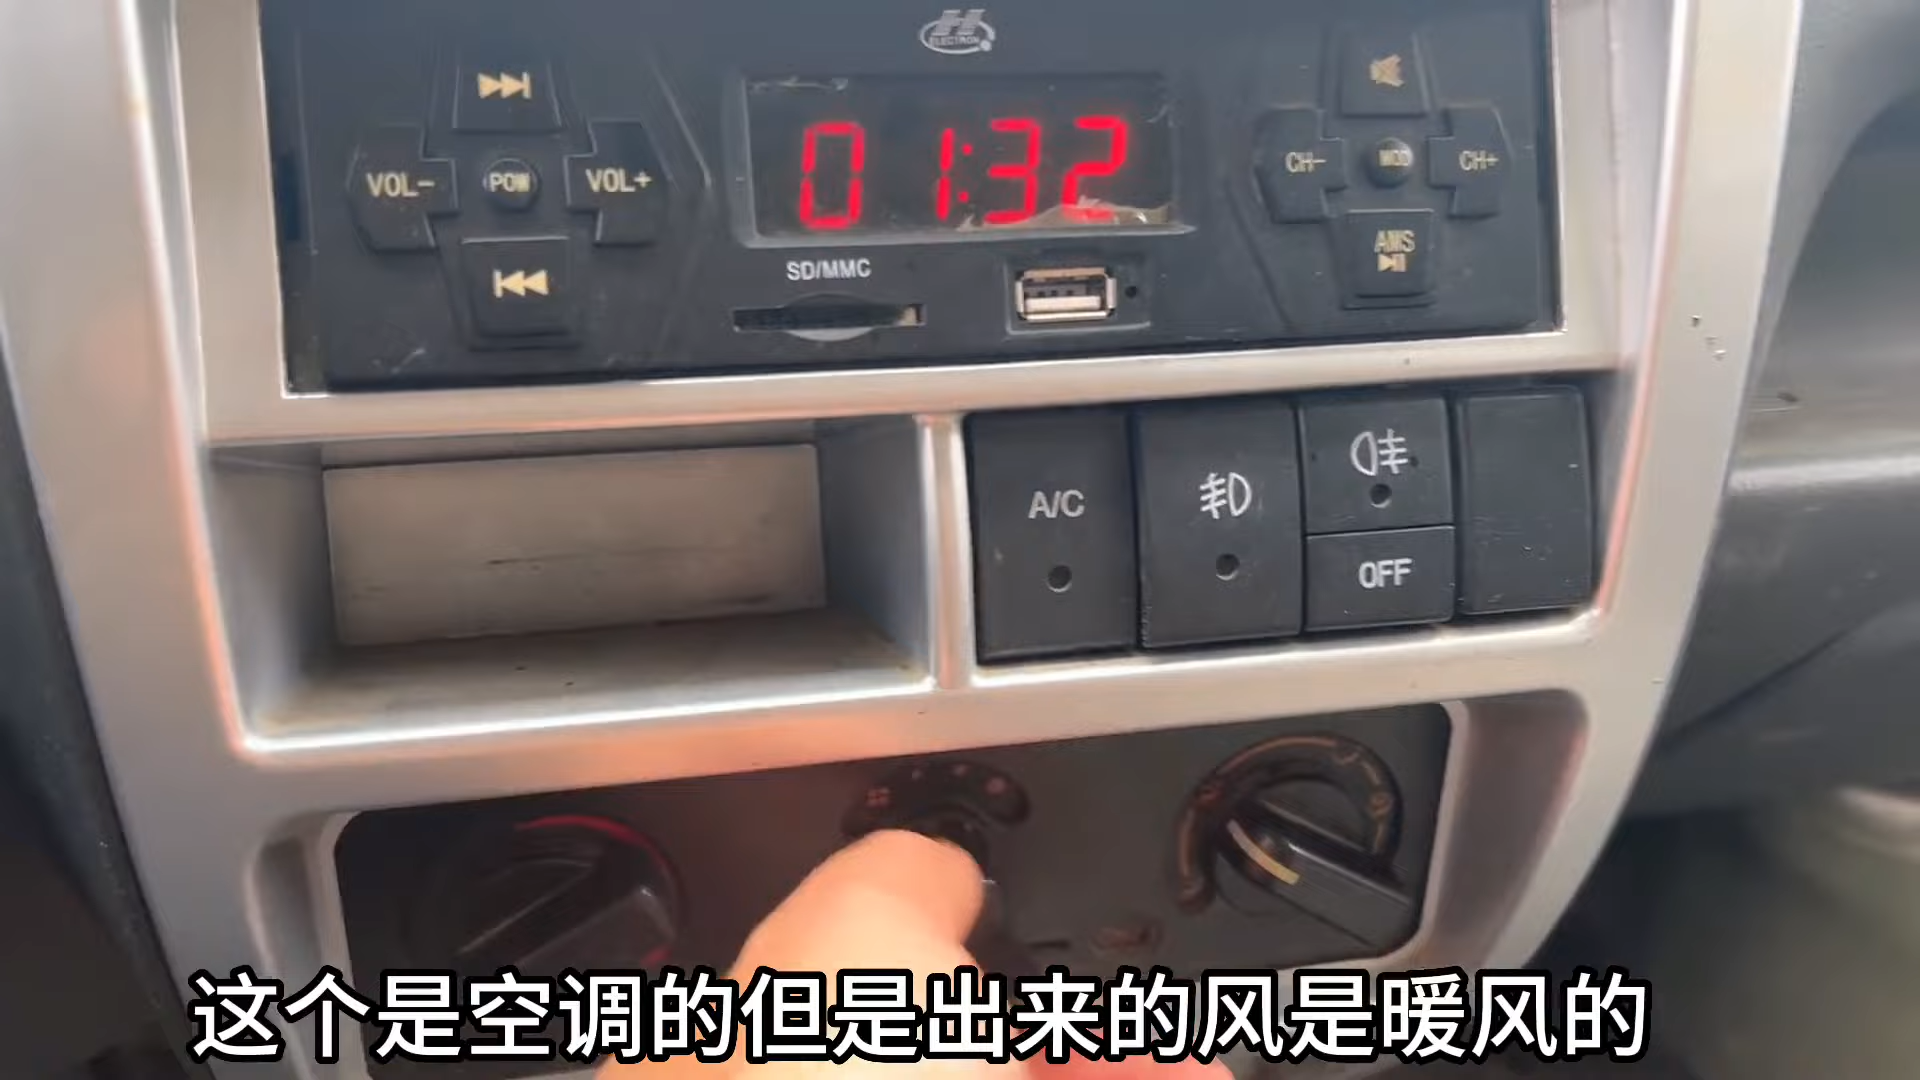 H
ELECTRON
VOL-
POW
VOL+
01:32
CH-
MOD
CH+
AMS
SD/MMC
A/C
OFF
这个是空调的但是出来的风是暖风的